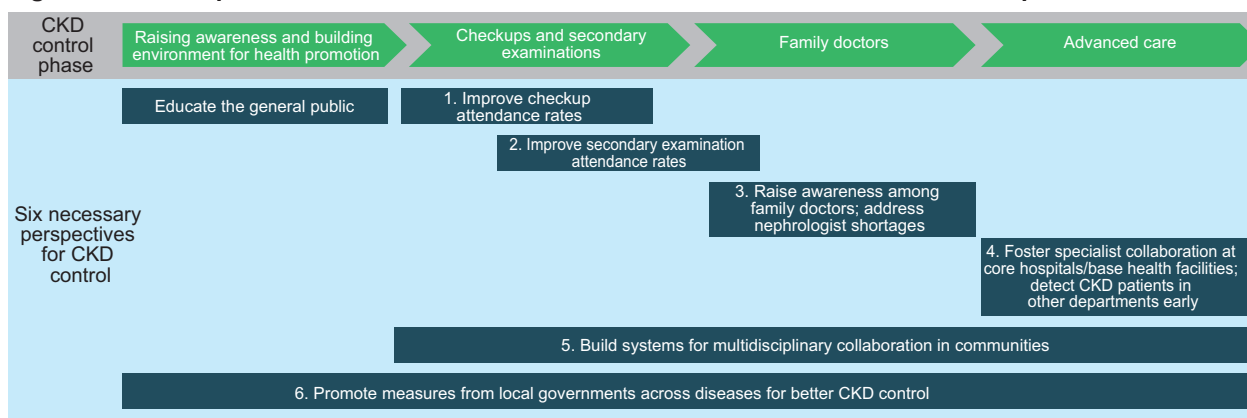 CKD
control
phase
Raising awareness and building
environment for health promotion
Checkups and secondary
examinations
Family doctors
Advanced care
Six necessary
perspectives
for CKD
control
Educate the general public
1. Improve checkup
attendance rates
2. Improve secondary examination
attendance rates
3. Raise awareness among
family doctors; address
nephrologist shortages
4. Foster specialist collaboration at
core hospitals/base health facilities;
detect CKD patients in
other departments early
5. Build systems for multidisciplinary collaboration in communities
6. Promote measures from local governments across diseases for better CKD control